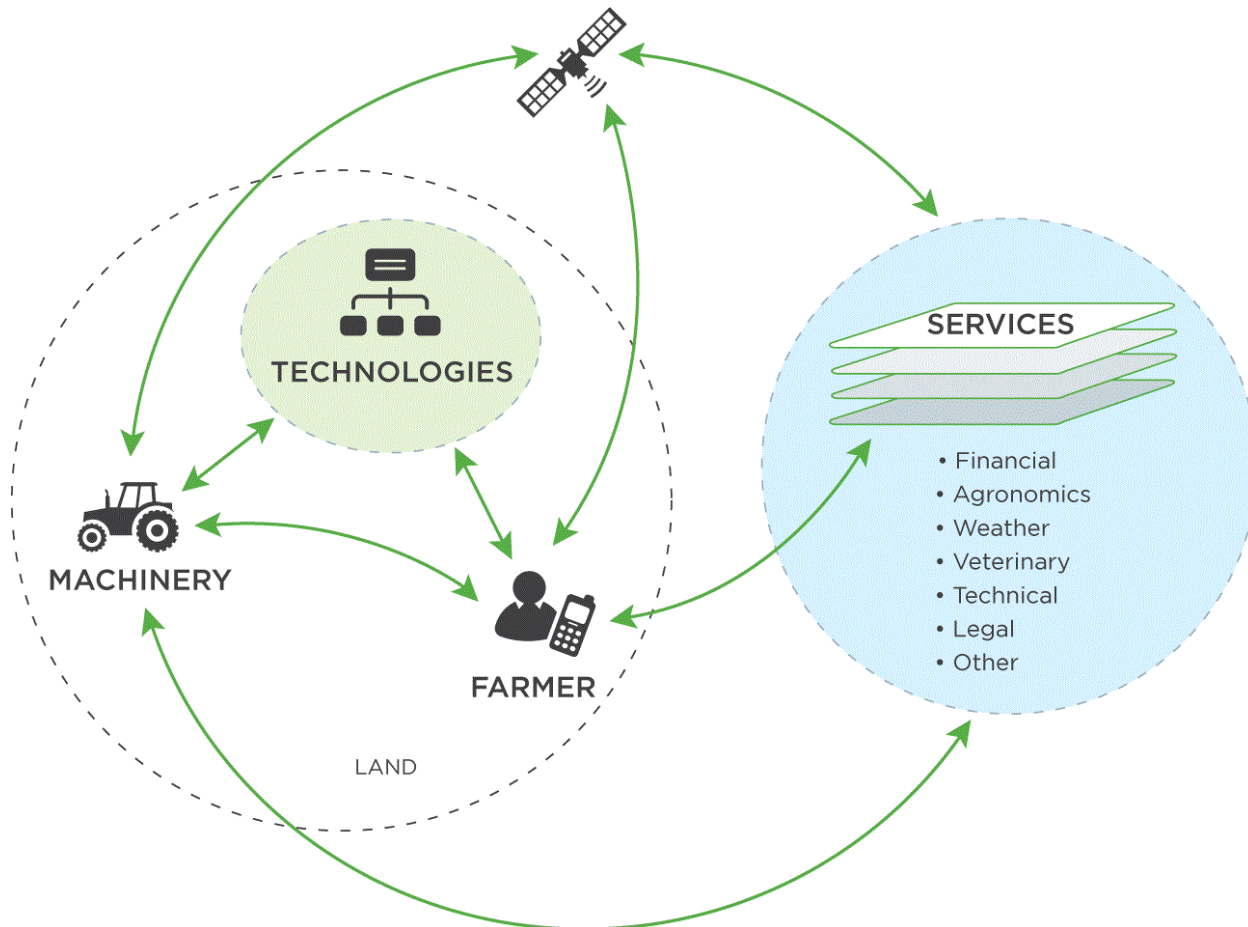 TECHNOLOGIES
MACHINERY
FARMER
LAND
SERVICES
• Financial
• Agronomics
• Weather
• Veterinary
• Technical
• Legal
• Other